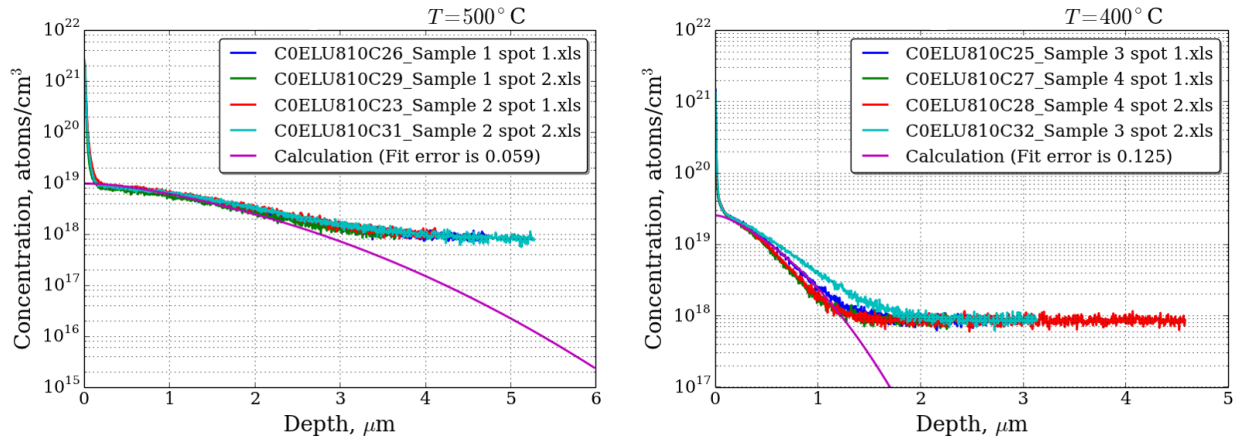 T=500°C
10^22
10^21
10^20
10^19
10^18
10^17
10^16
10^15
Concentration, atoms/cm^3
C0ELU810C26_Sample 1 spot 1.xls
C0ELU810C29_Sample 1 spot 2.xls
C0ELU810C23_Sample 2 spot 1.xls
C0ELU810C31_Sample 2 spot 2.xls
Calculation (Fit error is 0.059)
0 1 2 3 4 5 6
Depth, μm
T=400°C
10^22
10^21
10^20
10^19
10^18
10^17
Concentration, atoms/cm^3
C0ELU810C25_Sample 3 spot 1.xls
C0ELU810C27_Sample 4 spot 1.xls
C0ELU810C28_Sample 4 spot 2.xls
C0ELU810C32_Sample 3 spot 2.xls
Calculation (Fit error is 0.125)
0 1 2 3 4 5
Depth, μm